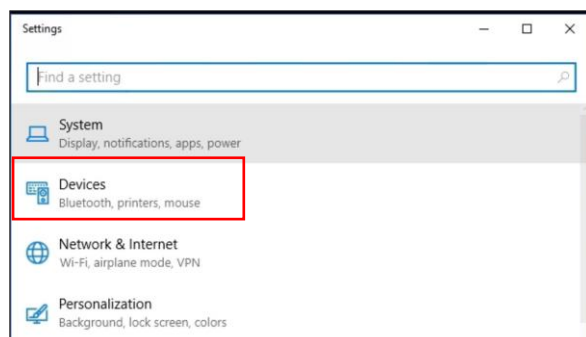 Settings
Find a setting
System
Display, notifications, apps, power
Devices
Bluetooth, printers, mouse
Network & Internet
Wi-Fi, airplane mode, VPN
Personalization
Background, lock screen, colors